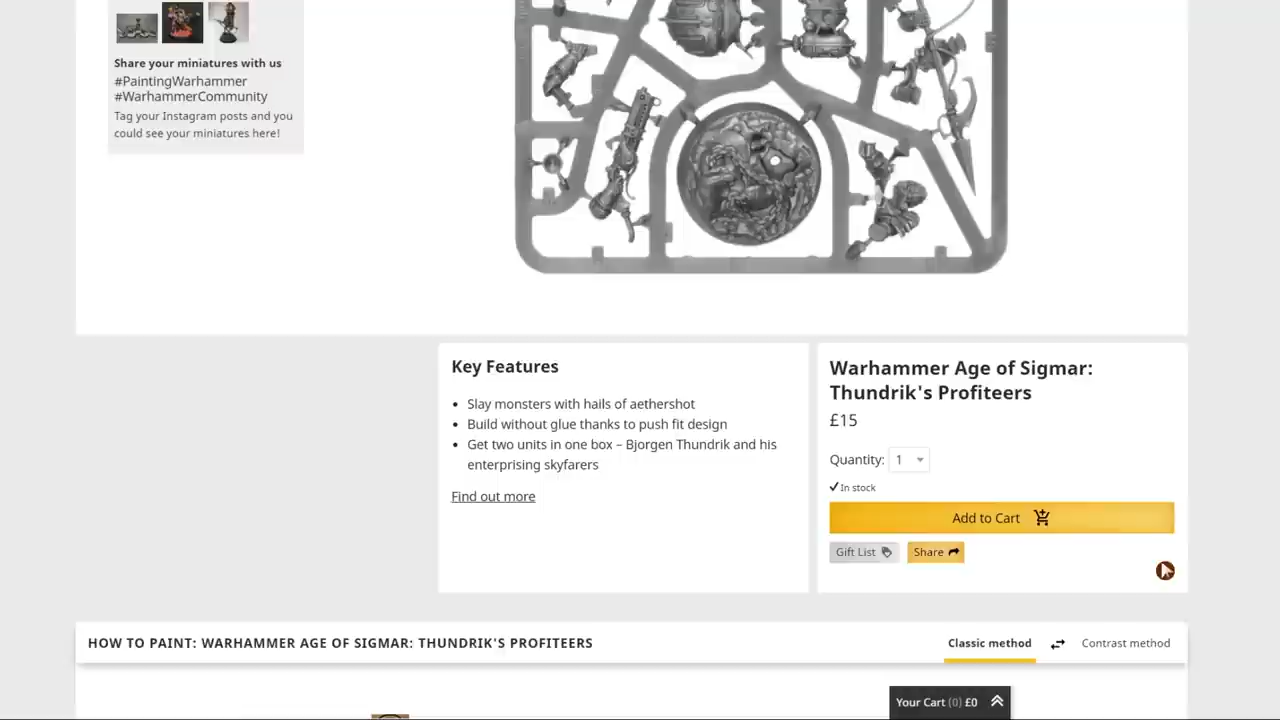 Share your miniatures with us
#PaintingWarhammer
#WarhammerCommunity
Tag your Instagram posts and you
could see your miniatures here!
Key Features
Slay monsters with hails of aethershot
Build without glue thanks to push fit design
Get two units in one box – Bjorgen Thundrik and his
enterprising skyfarers
Find out more
Warhammer Age of Sigmar:
Thundrik's Profiteers
£15
Quantity: 1
In stock
Add to Cart
Gift List Share
HOW TO PAINT: WARHAMMER AGE OF SIGMAR: THUNDRIK'S PROFITEERS
Classic method Contrast method
Your Cart (0) £0